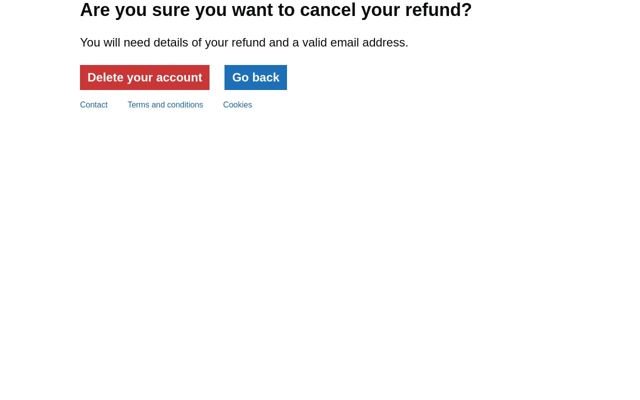 Are you sure you want to cancel your refund?
You will need details of your refund and a valid email address.
Delete your account Go back
Contact Terms and conditions Cookies